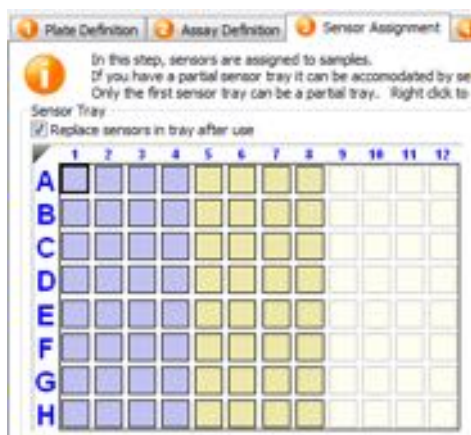 1 Plate Definition 2 Assay Definition 3 Sensor Assignment
In this step, sensors are assigned to samples.
If you have a partial sensor tray it can be accomodated by se
Only the first sensor tray can be a partial tray. Right click to
Sensor Tray
Replace sensors in tray after use
1 2 3 4 5 6 7 8 9 10 11 12
A
B
C
D
E
F
G
H